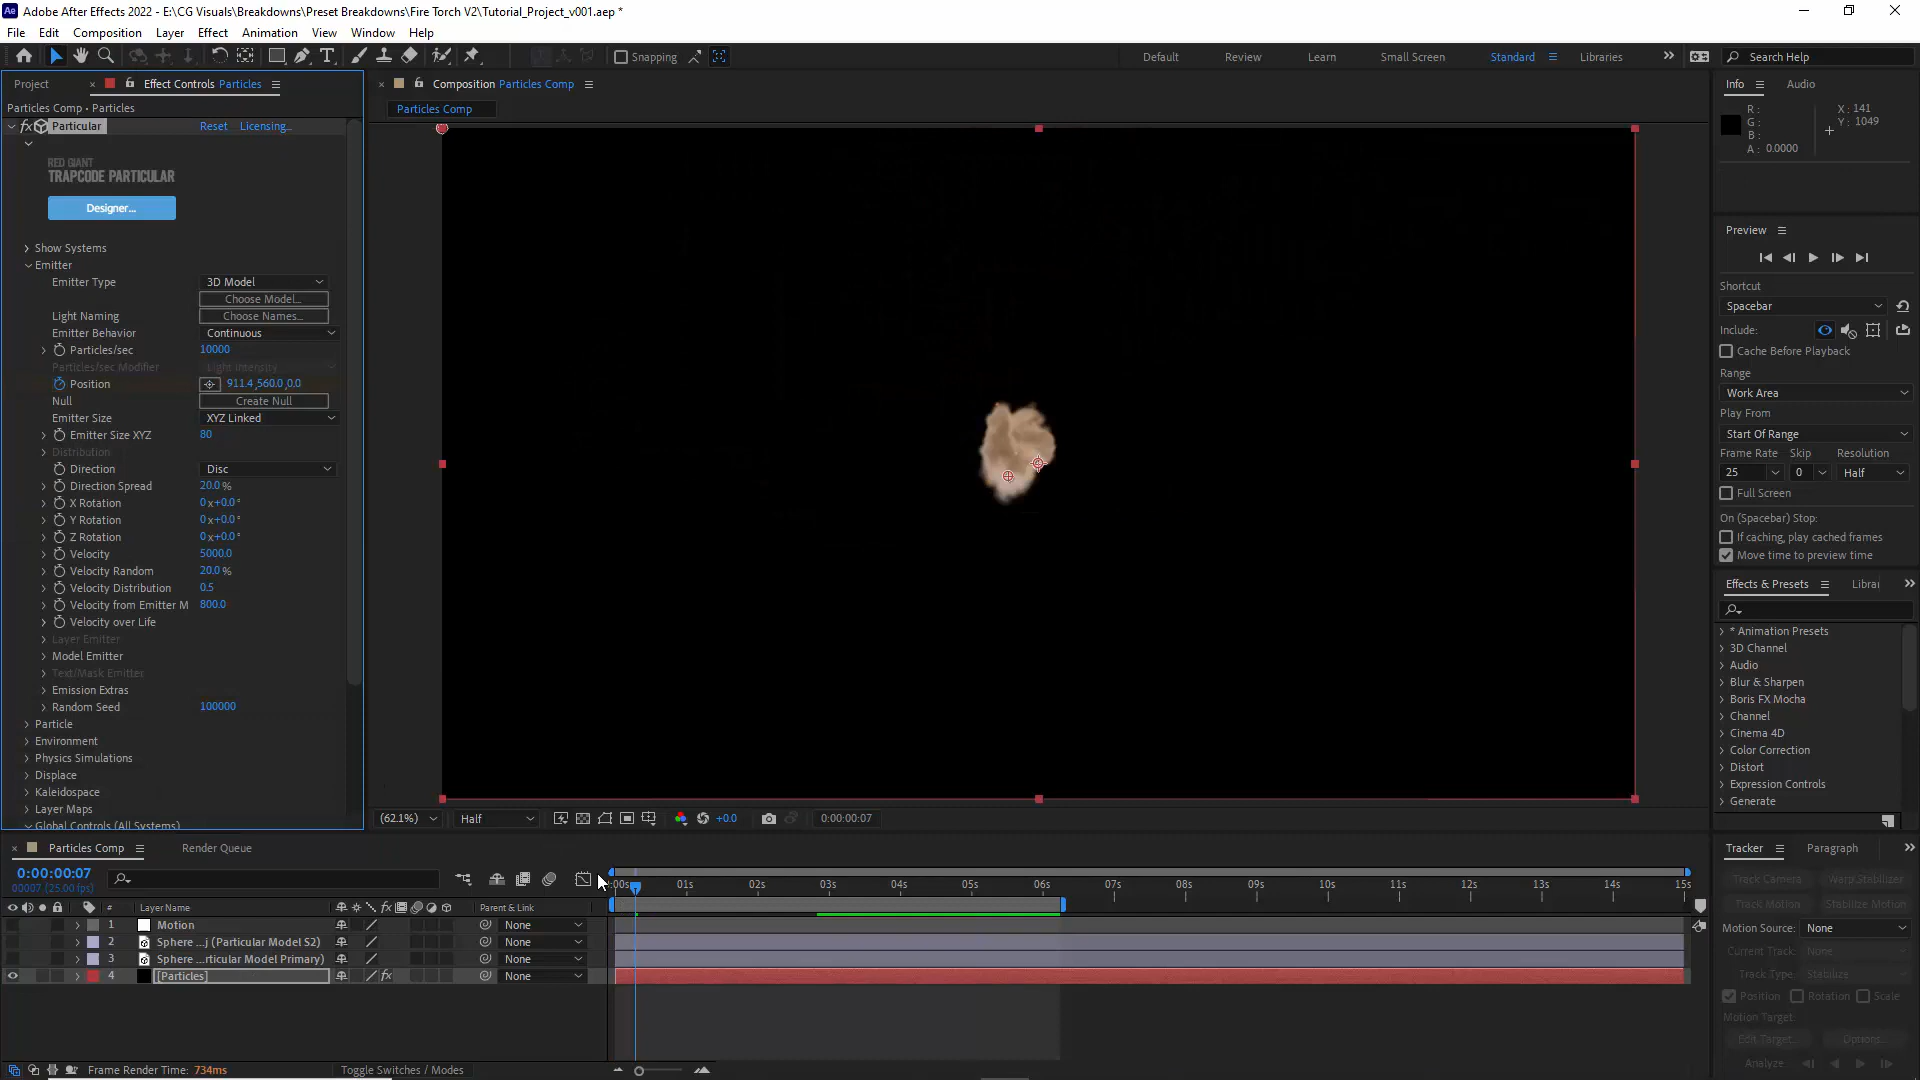 Ae Adobe After Effects 2022 - E:\CG Visuals\Breakdowns\Preset Breakdowns\Fire Torch V2\Tutorial_Project_v001.aep *
File Edit Composition Layer Effect Animation View Window Help
Snapping Default Review Learn Small Screen Standard Libraries Search Help
Project Effect Controls Particles Composition Particles Comp Info Audio
Particles Comp • Particles Particles Comp
fx Particular Reset Licensing...
RED GIANT
TRAPCODE PARTICULAR
Designer...
Show Systems
Emitter
Emitter Type 3D Model
Choose Model...
Light Naming Choose Names...
Emitter Behavior Continuous
Particles/sec 10000
Particles/sec Modifier Light Intensity
Position 911.4,560.0,0.0
Null Create Null
Emitter Size XYZ Linked
Emitter Size XYZ 80
Distribution
Direction Disc
Direction Spread 20.0 %
X Rotation 0x+0.0°
Y Rotation 0x+0.0°
Z Rotation 0x+0.0°
Velocity 5000.0
Velocity Random 20.0 %
Velocity Distribution 0.5
Velocity from Emitter M 800.0
Velocity over Life
Layer Emitter
Model Emitter
Text/Mask Emitter
Emission Extras
Random Seed 100000
Particle
Environment
Physics Simulations
Displace
Kaleidospace
Layer Maps
Global Controls (All Systems)
(62.1%) Half +0.0 0:00:00:07
R : X : 141
G : Y : 1049
B :
A : 0.0000
Preview
Shortcut
Spacebar
Include:
Cache Before Playback
Range
Work Area
Play From
Start Of Range
Frame Rate Skip Resolution
25 0 Half
Full Screen
On (Spacebar) Stop:
If caching, play cached frames
Move time to preview time
Effects & Presets Librar
* Animation Presets
3D Channel
Audio
Blur & Sharpen
Boris FX Mocha
Channel
Cinema 4D
Color Correction
Distort
Expression Controls
Generate
Particles Comp Render Queue
0:00:00:07
00007 (25.00 fps)
:00s 01s 02s 03s 04s 05s 06s 07s 08s 09s 10s 11s 12s 13s 14s 15s
# Layer Name fx Parent & Link
1 Motion None
2 Sphere ...j (Particular Model S2) None
3 Sphere ...rticular Model Primary) None
4 [Particles] fx None
Frame Render Time: 734ms Toggle Switches / Modes
Tracker Paragraph
Track Camera Warp Stabilizer
Track Motion Stabilize Motion
Motion Source: None
Current Track: None
Track Type: Stabilize
Position Rotation Scale
Motion Target:
Edit Target... Options...
Analyze: